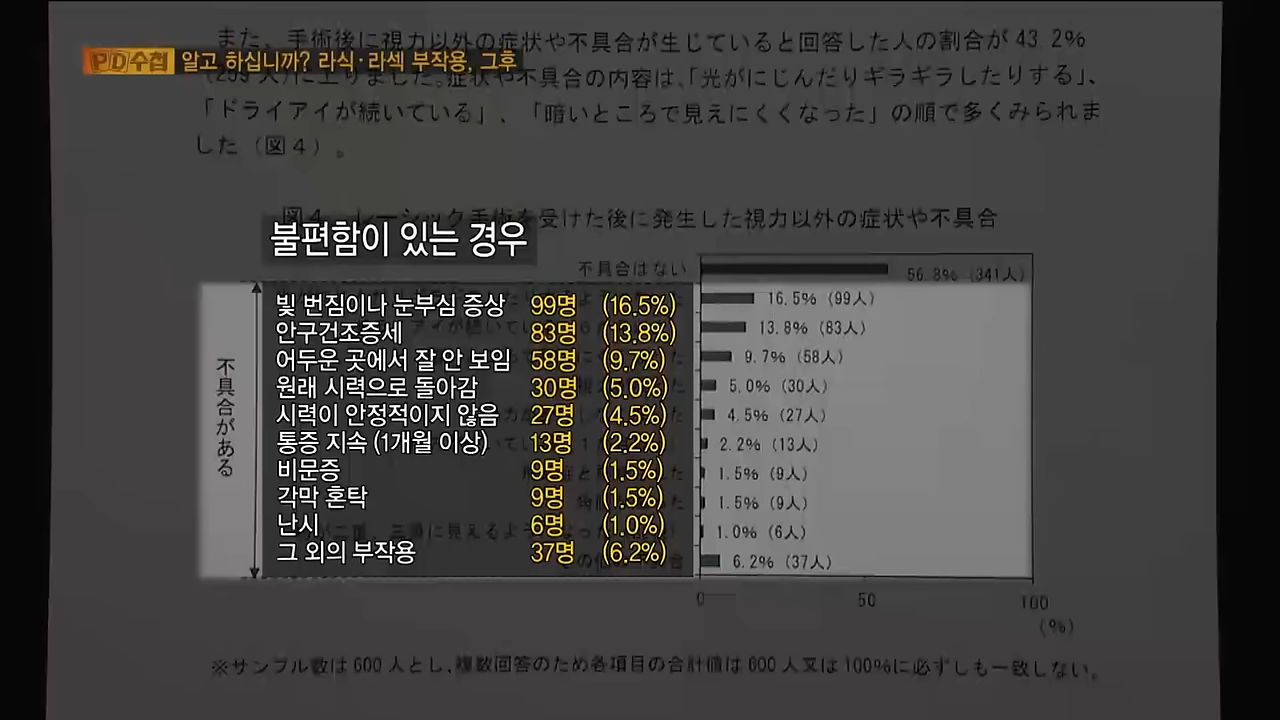 また、手術後に視力以外の症状や不具合が生じていると回答した人の割合が 43.2%
PD수첩 알고 하십니까? 라식·라섹 부작용, 그후
症状や不具合の内容は、「光がにじんだりギラギラしたりする」、
「ドライアイが続いている」、「暗いところで見えにくくなった」の順で多くみられま
した（図４）。
図４ レーシック手術を受けた後に発生した視力以外の症状や不具合
불편함이 있는 경우
不具合はない 56.8%（341人）
빛 번짐이나 눈부심 증상 99명 (16.5%) 16.5%（99人）
안구건조증세 83명 (13.8%) 13.8%（83人）
어두운 곳에서 잘 안 보임 58명 (9.7%) 9.7%（58人）
원래 시력으로 돌아감 30명 (5.0%) 5.0%（30人）
시력이 안정적이지 않음 27명 (4.5%) 4.5%（27人）
통증 지속 (1개월 이상) 13명 (2.2%) 2.2%（13人）
비문증 9명 (1.5%) 1.5%（9人）
각막 혼탁 9명 (1.5%) 1.5%（9人）
난시 6명 (1.0%) 1.0%（6人）
그 외의 부작용 37명 (6.2%) 6.2%（37人）
不具合がある
0 50 100
(%)
※サンプル数は 600 人とし、複数回答のため各項目の合計値は 600 人又は 100%に必ずしも一致しない。